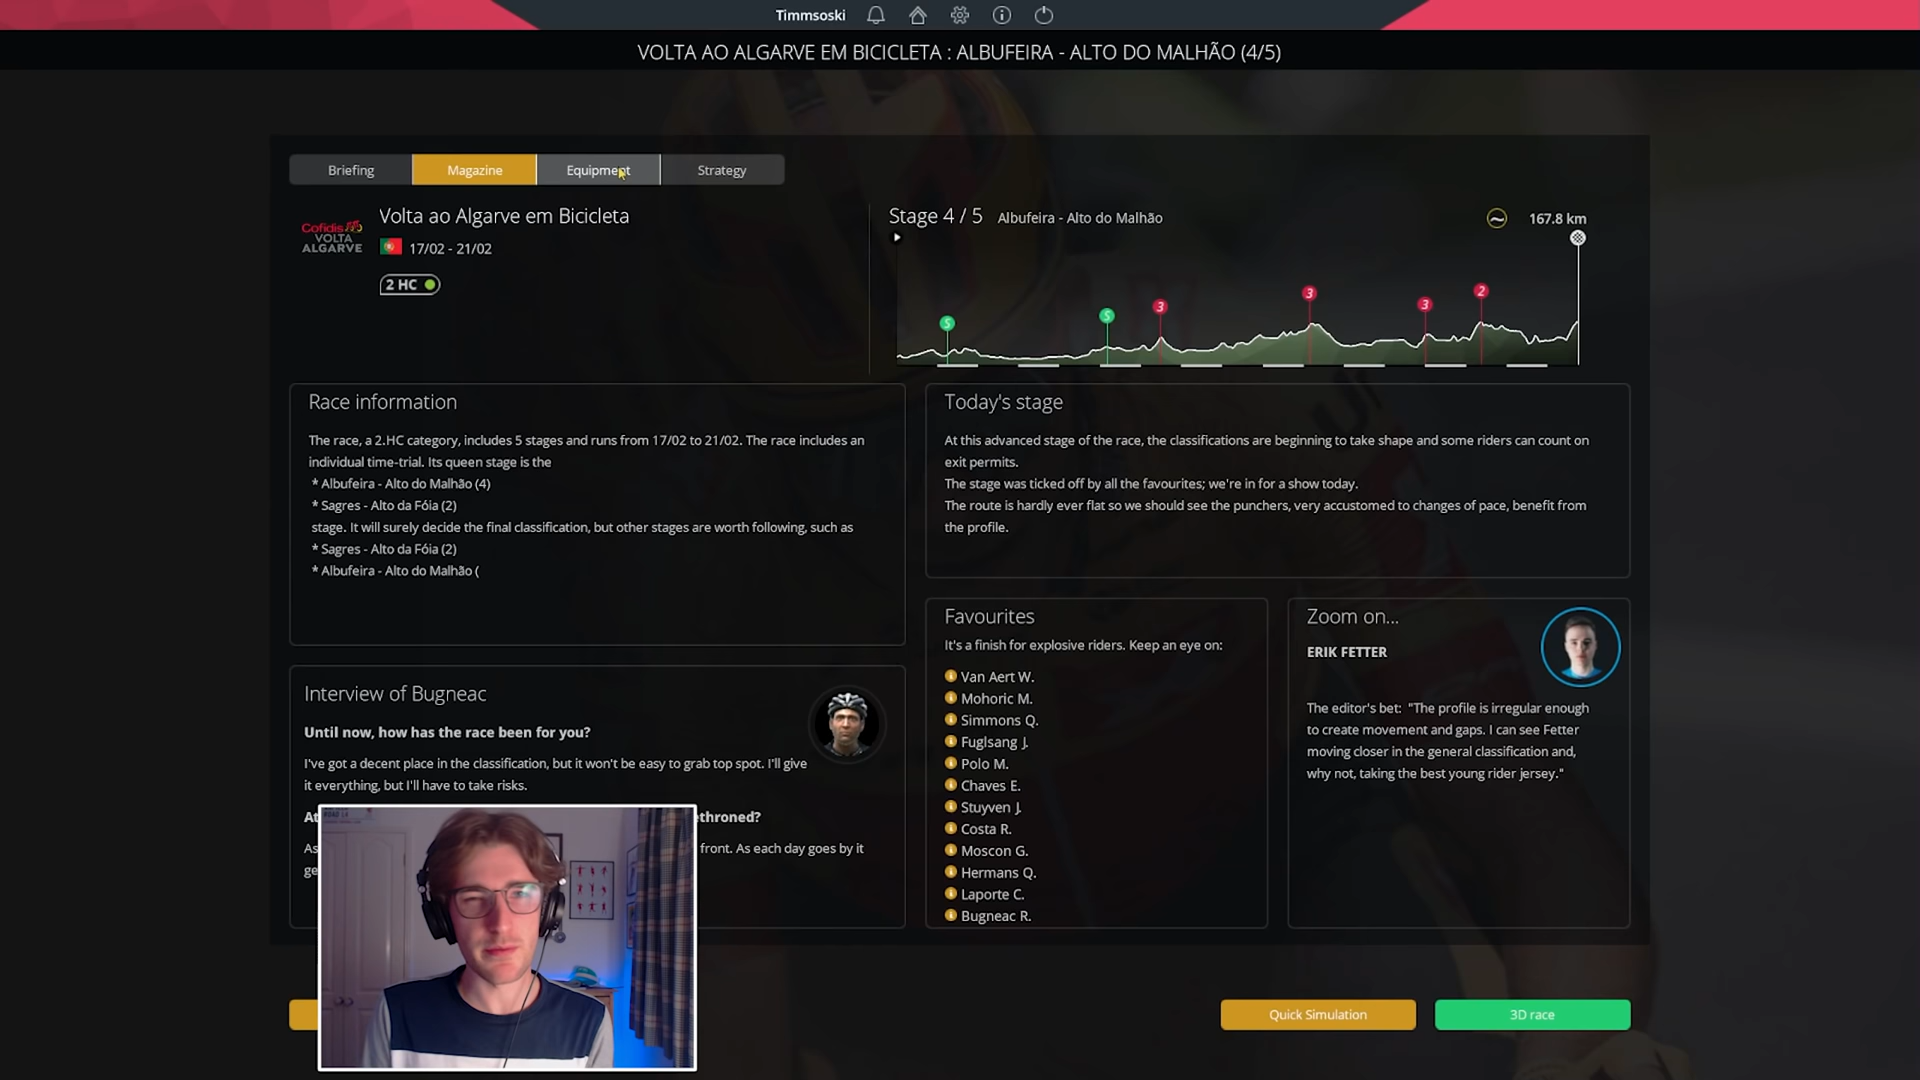 Timmsoski
VOLTA AO ALGARVE EM BICICLETA : ALBUFEIRA - ALTO DO MALHÃO (4/5)
Briefing
Magazine
Equipment
Strategy
Cofidis
VOLTA
ALGARVE
Volta ao Algarve em Bicicleta
17/02 - 21/02
2 HC
Stage 4 / 5 Albufeira - Alto do Malhão
167.8 km
S
S
3
3
3
2
Race information
The race, a 2.HC category, includes 5 stages and runs from 17/02 to 21/02. The race includes an
individual time-trial. Its queen stage is the
* Albufeira - Alto do Malhão (4)
* Sagres - Alto da Fóia (2)
stage. It will surely decide the final classification, but other stages are worth following, such as
* Sagres - Alto da Fóia (2)
* Albufeira - Alto do Malhão (
Today's stage
At this advanced stage of the race, the classifications are beginning to take shape and some riders can count on
exit permits.
The stage was ticked off by all the favourites; we're in for a show today.
The route is hardly ever flat so we should see the punchers, very accustomed to changes of pace, benefit from
the profile.
Interview of Bugneac
Until now, how has the race been for you?
I've got a decent place in the classification, but it won't be easy to grab top spot. I'll give
it everything, but I'll have to take risks.
At
ethroned?
As
front. As each day goes by it
ge
Favourites
It's a finish for explosive riders. Keep an eye on:
Van Aert W.
Mohoric M.
Simmons Q.
Fuglsang J.
Polo M.
Chaves E.
Stuyven J.
Costa R.
Moscon G.
Hermans Q.
Laporte C.
Bugneac R.
Zoom on...
ERIK FETTER
The editor's bet: "The profile is irregular enough
to create movement and gaps. I can see Fetter
moving closer in the general classification and,
why not, taking the best young rider jersey."
Quick Simulation
3D race